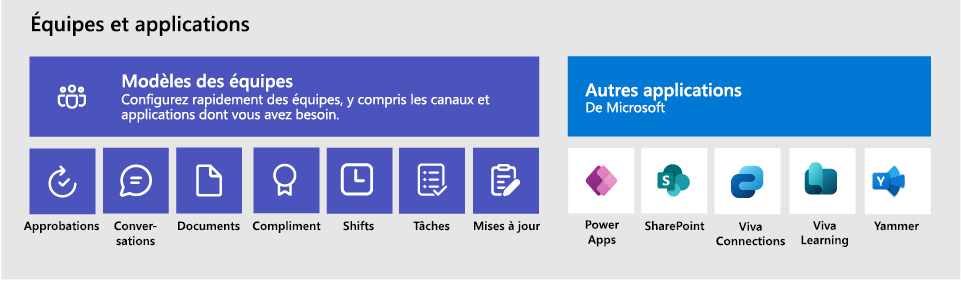 Équipes et applications
Modèles des équipes
Configurez rapidement des équipes, y compris les canaux et
applications dont vous avez besoin.
Autres applications
De Microsoft
Approbations
Conver-
sations
Documents
Compliment
Shifts
Tâches
Mises à jour
Power
Apps
S
SharePoint
Viva
Connections
Viva
Learning
Y
Yammer